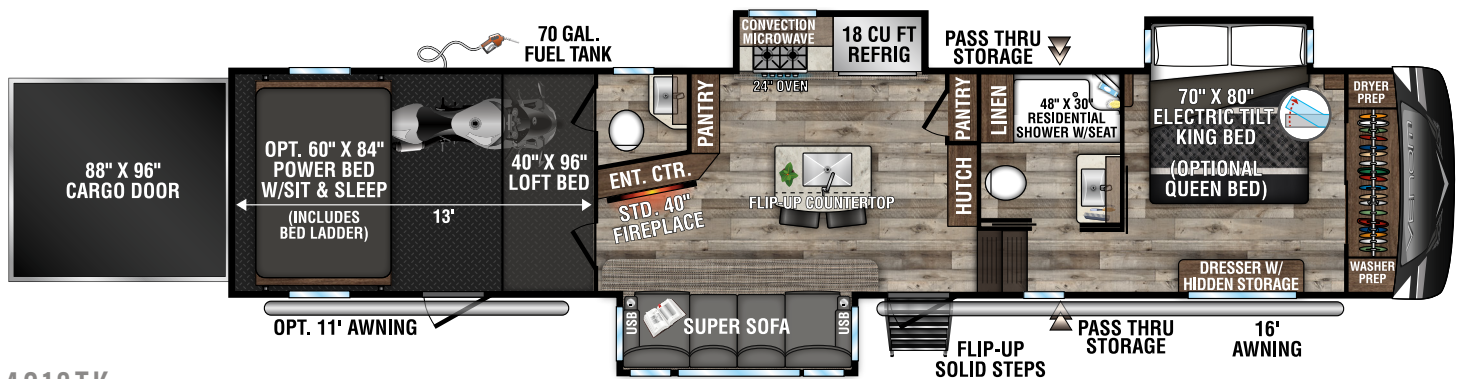 70 GAL.
FUEL TANK
CONVECTION
MICROWAVE
18 CU FT
REFRIG
24" OVEN
PASS THRU
STORAGE
88" X 96"
CARGO DOOR
OPT. 60" X 84"
POWER BED
W/SIT & SLEEP
(INCLUDES
BED LADDER)
13'
40" X 96"
LOFT BED
PANTRY
ENT. CTR.
STD. 40"
FIREPLACE
FLIP-UP COUNTERTOP
PANTRY
HUTCH
LINEN
48" X 30"
RESIDENTIAL
SHOWER W/SEAT
70" X 80"
ELECTRIC TILT
KING BED
(OPTIONAL
QUEEN BED)
DRYER
PREP
WASHER
PREP
DRESSER W/
HIDDEN STORAGE
OPT. 11' AWNING
USB
SUPER SOFA
USB
FLIP-UP
SOLID STEPS
PASS THRU
STORAGE
16'
AWNING